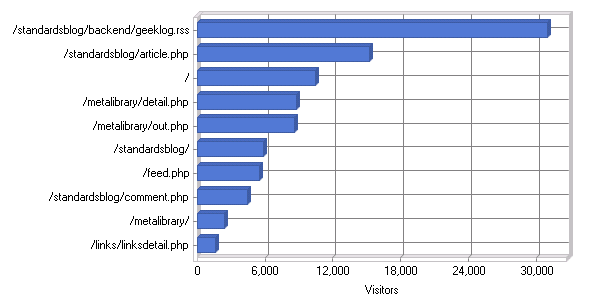 /standardsblog/backend/geeklog.rss
/standardsblog/article.php
/
/metalibrary/detail.php
/metalibrary/out.php
/standardsblog/
/feed.php
/standardsblog/comment.php
/metalibrary/
/links/linksdetail.php
0 6,000 12,000 18,000 24,000 30,000
Visitors